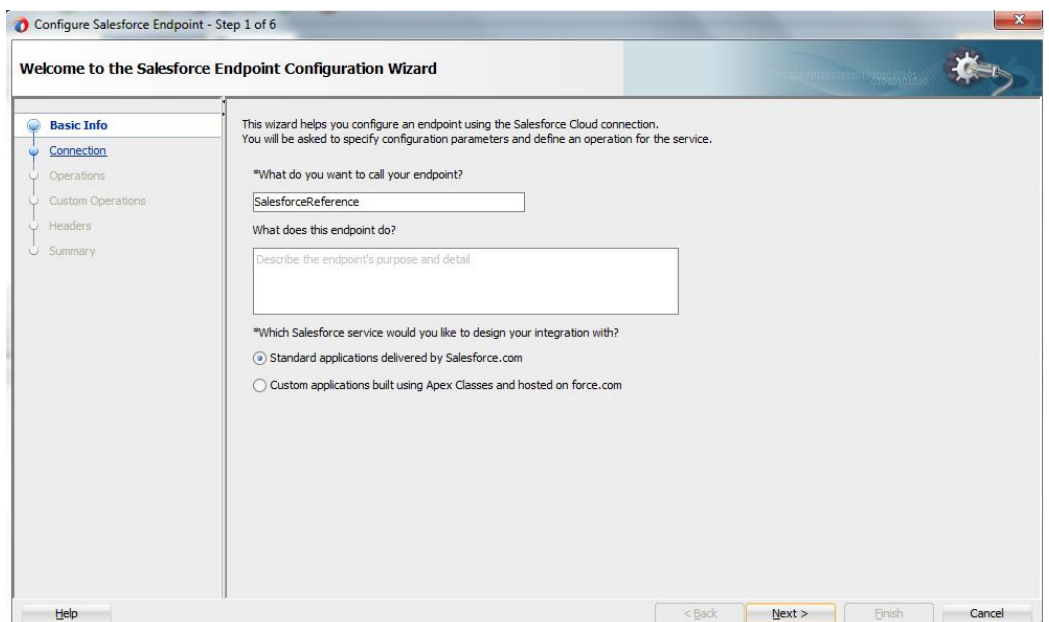 Configure Salesforce Endpoint - Step 1 of 6
Welcome to the Salesforce Endpoint Configuration Wizard
Basic Info
Connection
Operations
Custom Operations
Headers
Summary
This wizard helps you configure an endpoint using the Salesforce Cloud connection.
You will be asked to specify configuration parameters and define an operation for the service.
*What do you want to call your endpoint?
SalesforceReference
What does this endpoint do?
Describe the endpoint's purpose and detail
*Which Salesforce service would you like to design your integration with?
Standard applications delivered by Salesforce.com
Custom applications built using Apex Classes and hosted on force.com
Help
< Back
Next >
Finish
Cancel